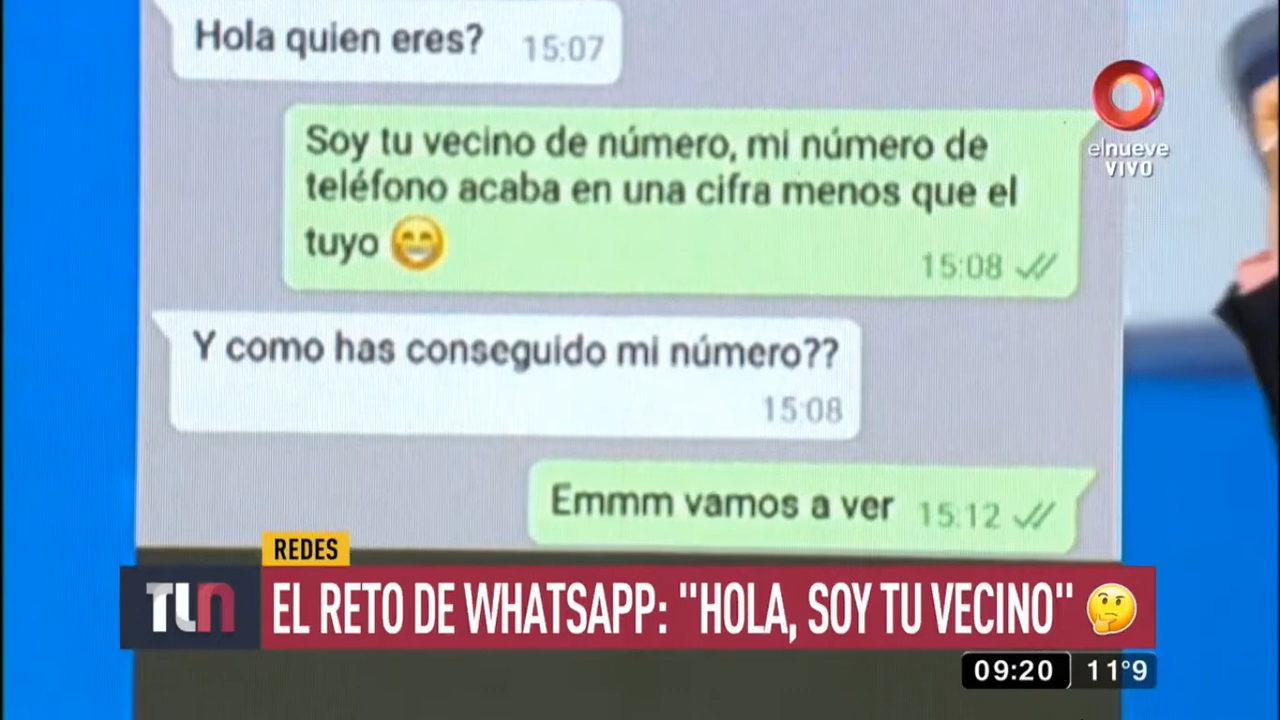 Hola quien eres? 15:07
Soy tu vecino de número, mi número de
teléfono acaba en una cifra menos que el
tuyo 😁
15:08
Y como has conseguido mi número??
15:08
Emmm vamos a ver 15:12
elnueve
VIVO
REDES
TLN
EL RETO DE WHATSAPP: "HOLA, SOY TU VECINO" 🤔
09:20 11°9